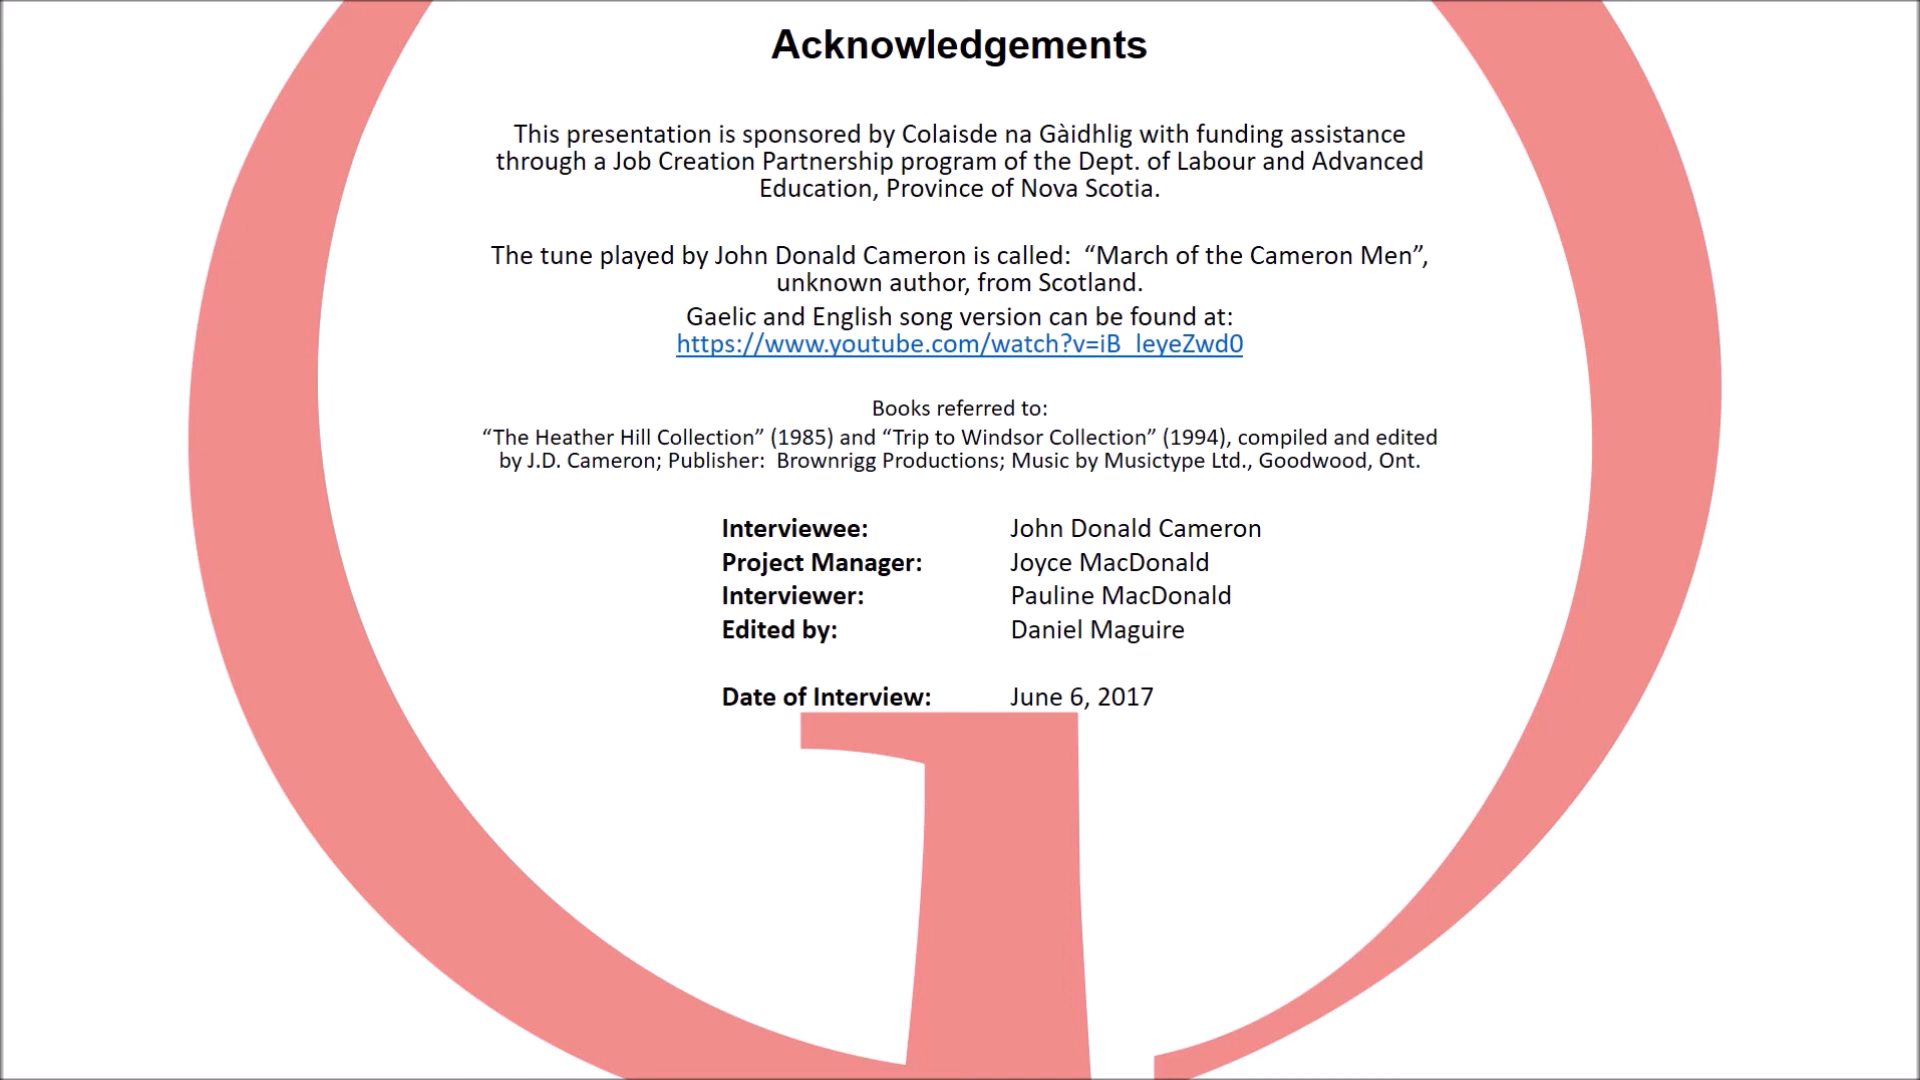 Acknowledgements
This presentation is sponsored by Colaisde na Gàidhlig with funding assistance
through a Job Creation Partnership program of the Dept. of Labour and Advanced
Education, Province of Nova Scotia.
The tune played by John Donald Cameron is called:  “March of the Cameron Men”,
unknown author, from Scotland.
Gaelic and English song version can be found at:
https://www.youtube.com/watch?v=iB_leyeZwd0
Books referred to:
“The Heather Hill Collection” (1985) and “Trip to Windsor Collection” (1994), compiled and edited
by J.D. Cameron; Publisher:  Brownrigg Productions; Music by Musictype Ltd., Goodwood, Ont.
Interviewee: John Donald Cameron
Project Manager: Joyce MacDonald
Interviewer: Pauline MacDonald
Edited by: Daniel Maguire
Date of Interview: June 6, 2017